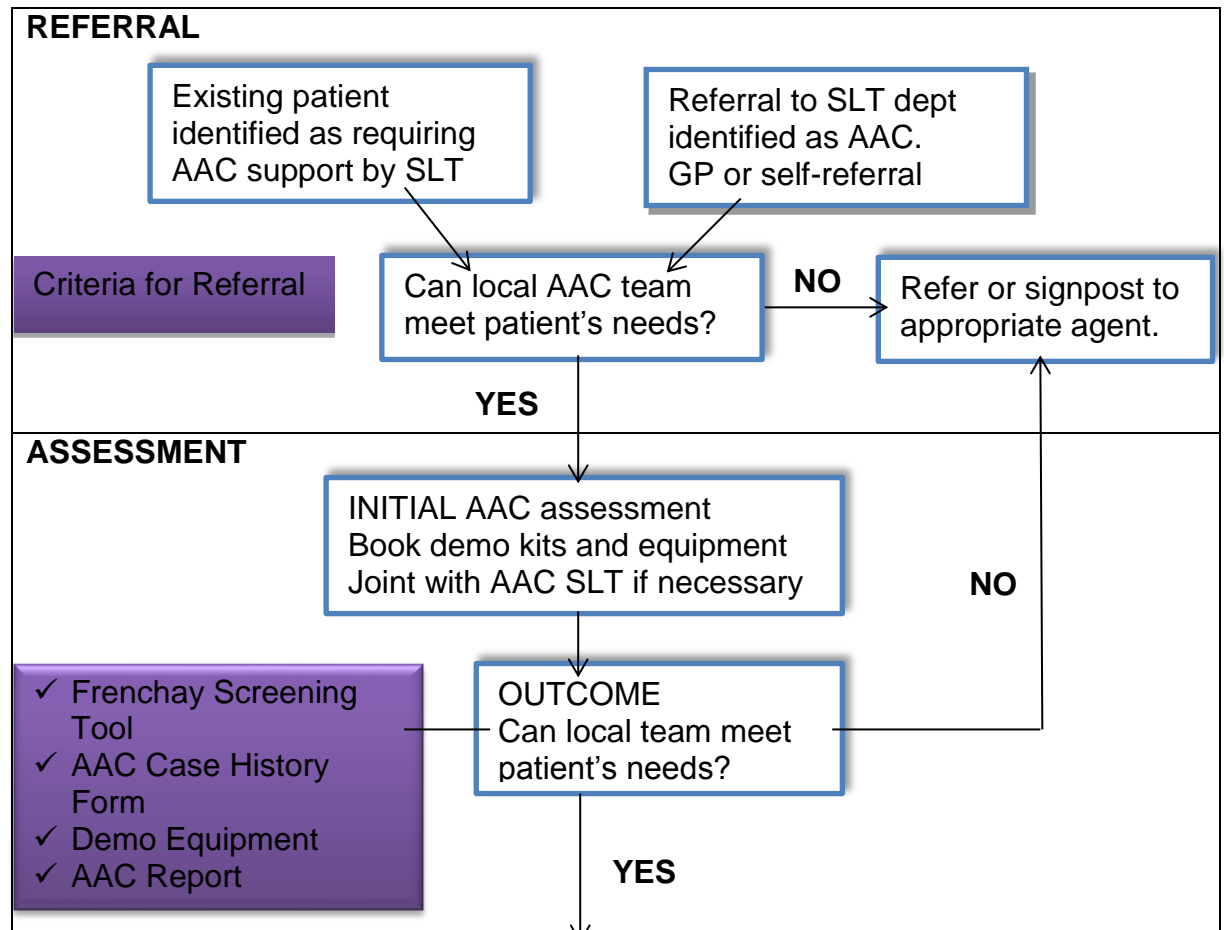 REFERRAL
Existing patient
identified as requiring
AAC support by SLT
Referral to SLT dept
identified as AAC.
GP or self-referral
Criteria for Referral
Can local AAC team
meet patient’s needs?
NO
Refer or signpost to
appropriate agent.
YES
ASSESSMENT
INITIAL AAC assessment
Book demo kits and equipment
Joint with AAC SLT if necessary
NO
✓ Frenchay Screening
Tool
✓ AAC Case History
Form
✓ Demo Equipment
✓ AAC Report
OUTCOME
Can local team meet
patient’s needs?
YES